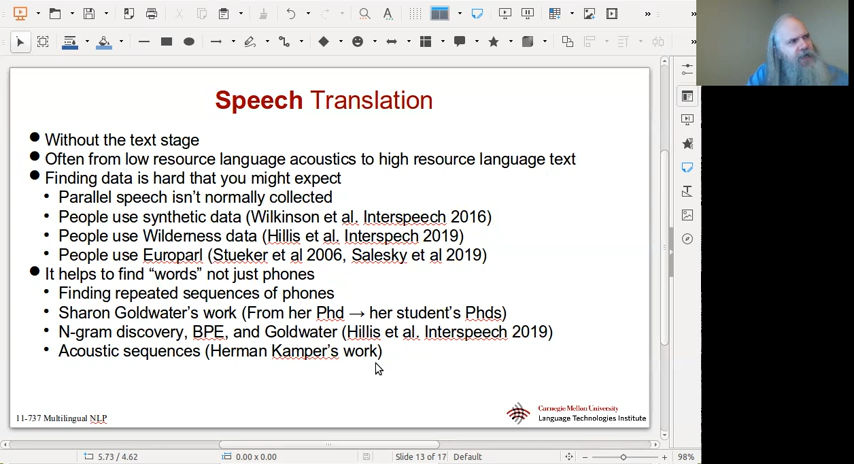 Speech Translation
Without the text stage
Often from low resource language acoustics to high resource language text
Finding data is hard that you might expect
Parallel speech isn't normally collected
People use synthetic data (Wilkinson et al. Interspeech 2016)
People use Wilderness data (Hillis et al. Interspech 2019)
People use Europarl (Stueker et al 2006, Salesky et al 2019)
It helps to find “words” not just phones
Finding repeated sequences of phones
Sharon Goldwater's work (From her Phd → her student's Phds)
N-gram discovery, BPE, and Goldwater (Hillis et al. Interspeech 2019)
Acoustic sequences (Herman Kamper's work)
11-737 Multilingual NLP
Carnegie Mellon University
Language Technologies Institute
5.73 / 4.62
0.00 x 0.00
Slide 13 of 17
Default
98%